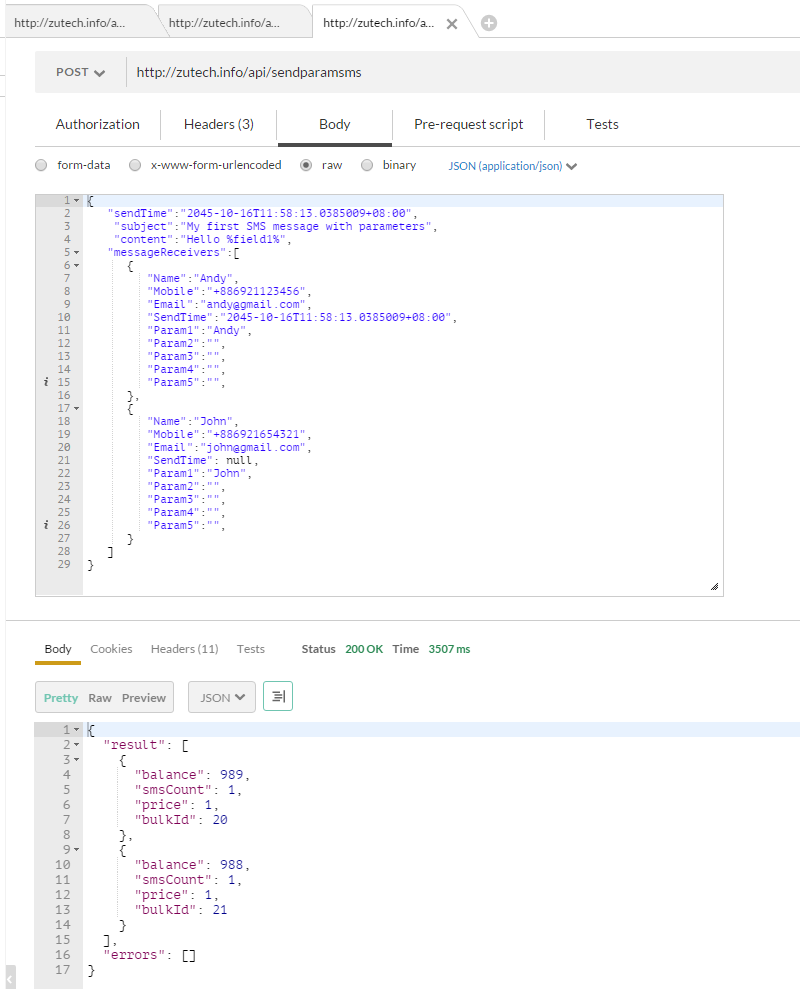 http://zutech.info/a... http://zutech.info/a... http://zutech.info/a...
POST http://zutech.info/api/sendparamsms
Authorization Headers (3) Body Pre-request script Tests
form-data x-www-form-urlencoded raw binary JSON (application/json)
1 {
2 "sendTime":"2045-10-16T11:58:13.0385009+08:00",
3 "subject":"My first SMS message with parameters",
4 "content":"Hello %field1%",
5 "messageReceivers":[
6 {
7 "Name":"Andy",
8 "Mobile":"+886921123456",
9 "Email":"andy@gmail.com",
10 "SendTime":"2045-10-16T11:58:13.0385009+08:00",
11 "Param1":"Andy",
12 "Param2":"",
13 "Param3":"",
14 "Param4":"",
i 15 "Param5":"",
16 },
17 {
18 "Name":"John",
19 "Mobile":"+886921654321",
20 "Email":"john@gmail.com",
21 "SendTime": null,
22 "Param1":"John",
23 "Param2":"",
24 "Param3":"",
25 "Param4":"",
i 26 "Param5":"",
27 }
28 ]
29 }
Body Cookies Headers (11) Tests Status 200 OK Time 3507 ms
Pretty Raw Preview JSON
1 {
2 "result": [
3 {
4 "balance": 989,
5 "smsCount": 1,
6 "price": 1,
7 "bulkId": 20
8 },
9 {
10 "balance": 988,
11 "smsCount": 1,
12 "price": 1,
13 "bulkId": 21
14 }
15 ],
16 "errors": []
17 }